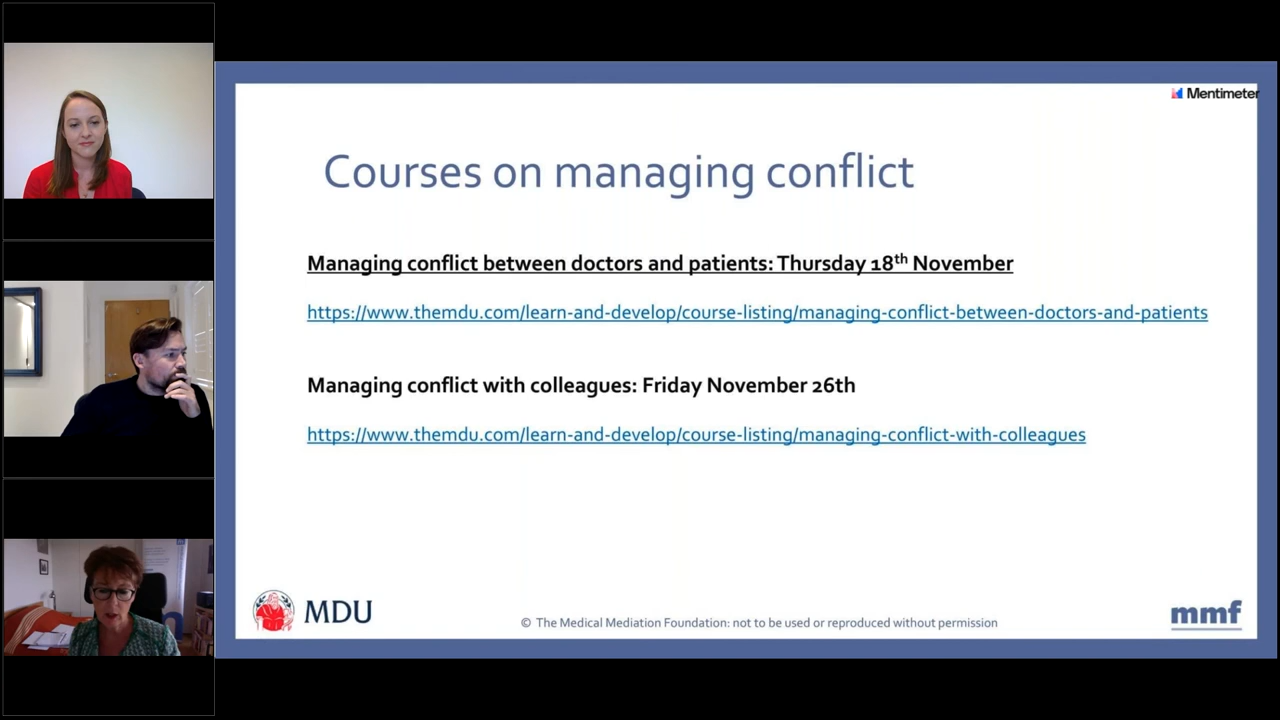 Mentimeter
Courses on managing conflict
Managing conflict between doctors and patients: Thursday 18th November
https://www.themdu.com/learn-and-develop/course-listing/managing-conflict-between-doctors-and-patients
Managing conflict with colleagues: Friday November 26th
https://www.themdu.com/learn-and-develop/course-listing/managing-conflict-with-colleagues
MDU
© The Medical Mediation Foundation: not to be used or reproduced without permission
mmf